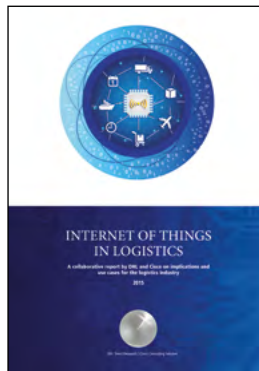 INTERNET OF THINGS
IN LOGISTICS
A collaborative report by DHL and Cisco on implications and
use cases for the logistics industry
2015